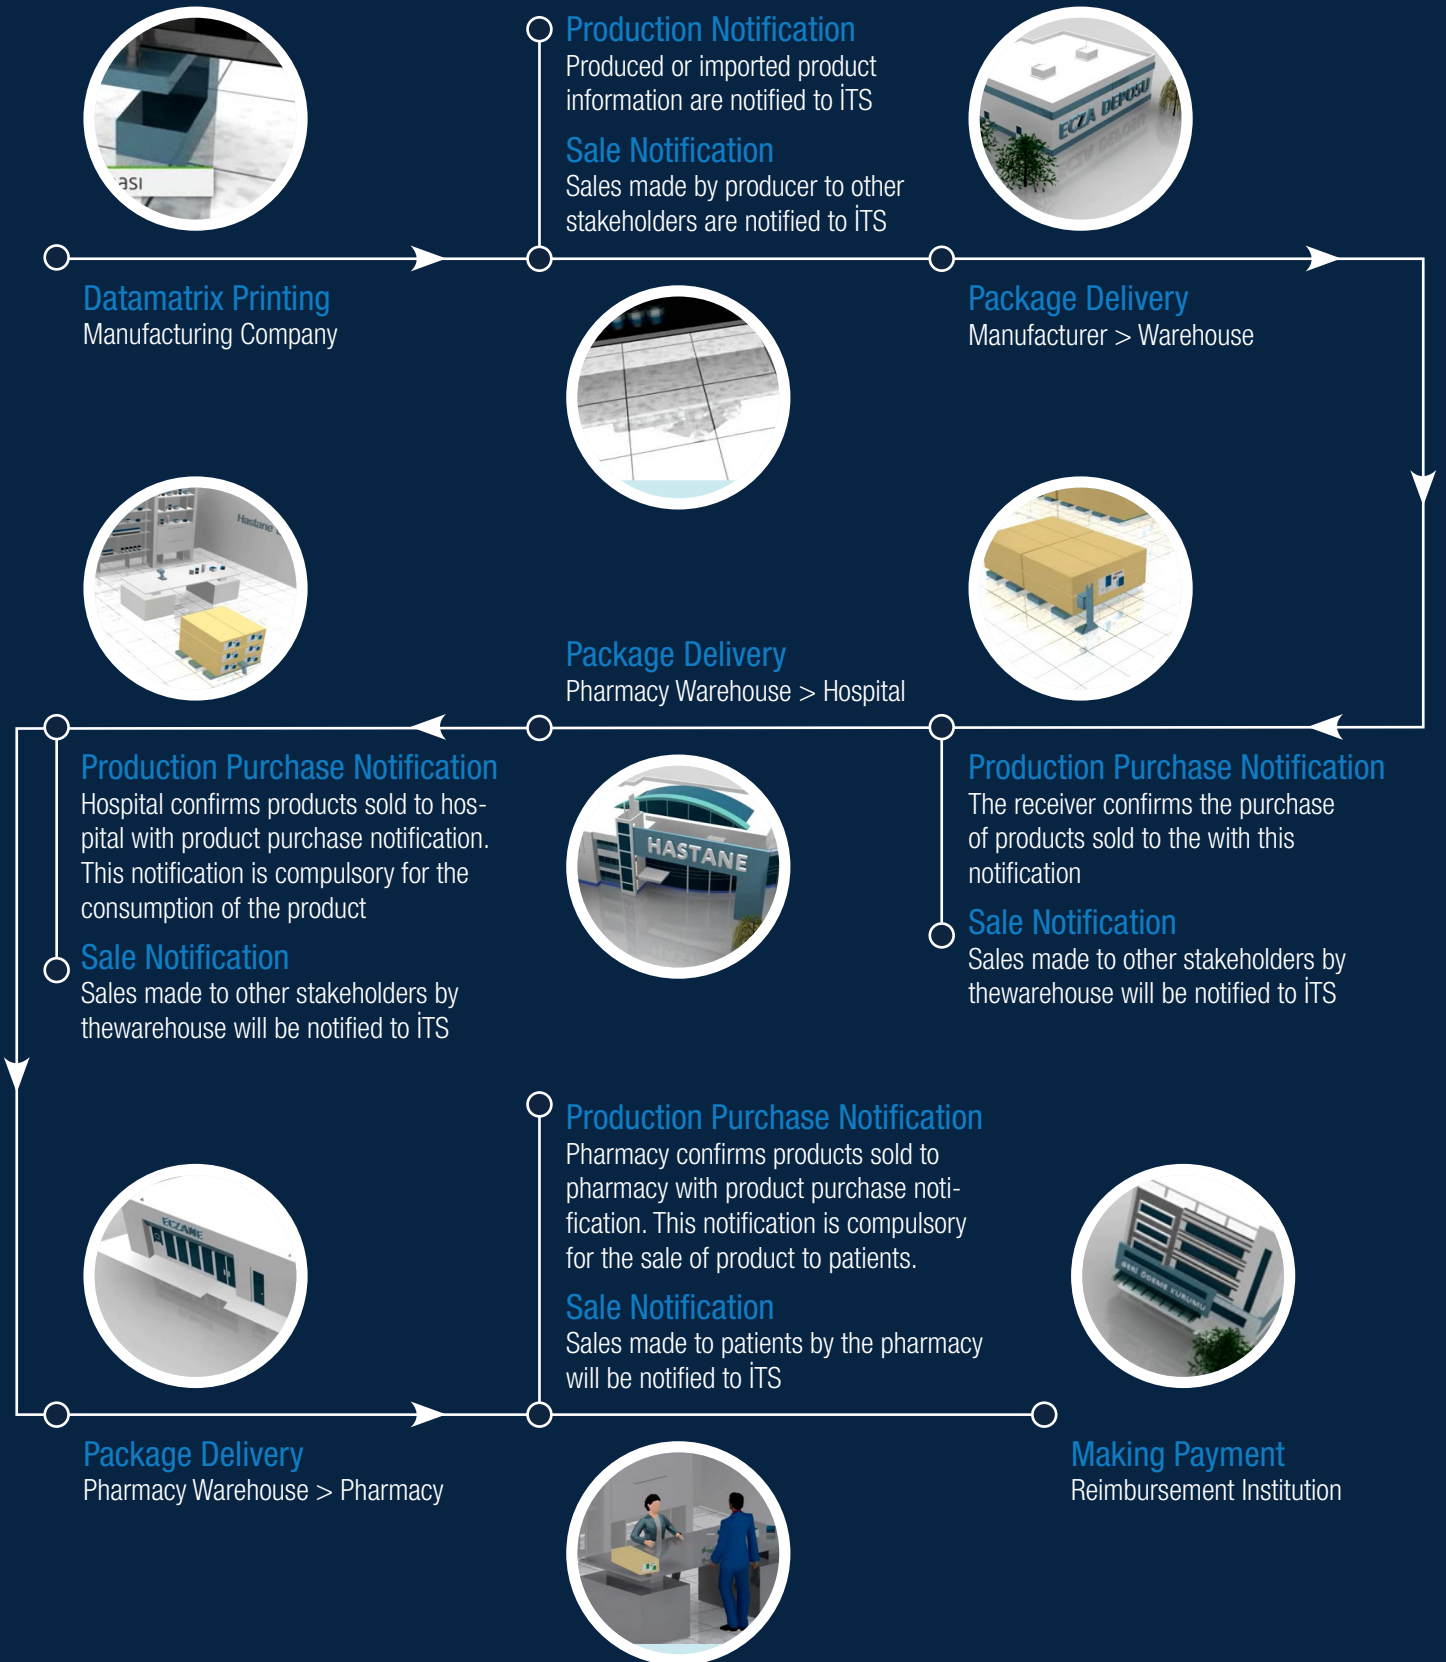 Production Notification
Produced or imported product
information are notified to İTS
Sale Notification
Sales made by producer to other
stakeholders are notified to İTS
ası
ECZA DEPOSU
Datamatrix Printing
Manufacturing Company
Package Delivery
Manufacturer > Warehouse
Hastane
Package Delivery
Pharmacy Warehouse > Hospital
Production Purchase Notification
Hospital confirms products sold to hos-
pital with product purchase notification.
This notification is compulsory for the
consumption of the product
Sale Notification
Sales made to other stakeholders by
thewarehouse will be notified to İTS
HASTANE
Production Purchase Notification
The receiver confirms the purchase
of products sold to the with this
notification
Sale Notification
Sales made to other stakeholders by
thewarehouse will be notified to İTS
ECZANE
Production Purchase Notification
Pharmacy confirms products sold to
pharmacy with product purchase noti-
fication. This notification is compulsory
for the sale of product to patients.
Sale Notification
Sales made to patients by the pharmacy
will be notified to İTS
GERİ ÖDEME KURUMU
Package Delivery
Pharmacy Warehouse > Pharmacy
Making Payment
Reimbursement Institution